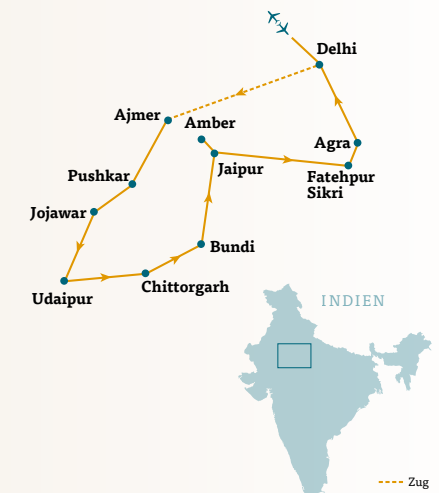 Delhi
Ajmer
Amber
Agra
Jaipur
Pushkar
Fatehpur
Sikri
Jojawar
Bundi
Chittorgarh
Udaipur
INDIEN
Zug